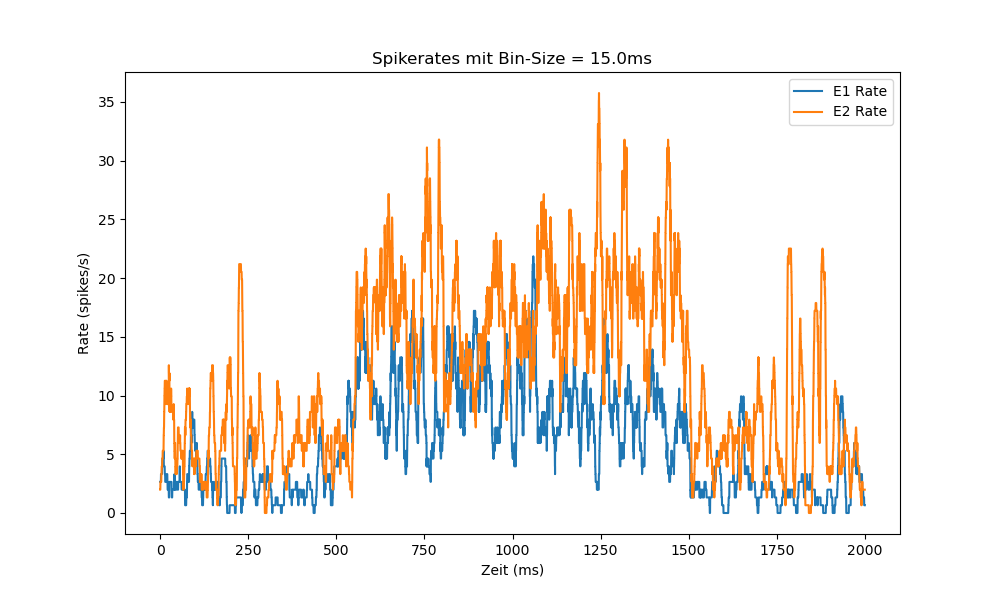 Spikerates mit Bin-Size = 15.0ms
E1 Rate
E2 Rate
Rate (spikes/s)
35
30
25
20
15
10
5
0
0 250 500 750 1000 1250 1500 1750 2000
Zeit (ms)